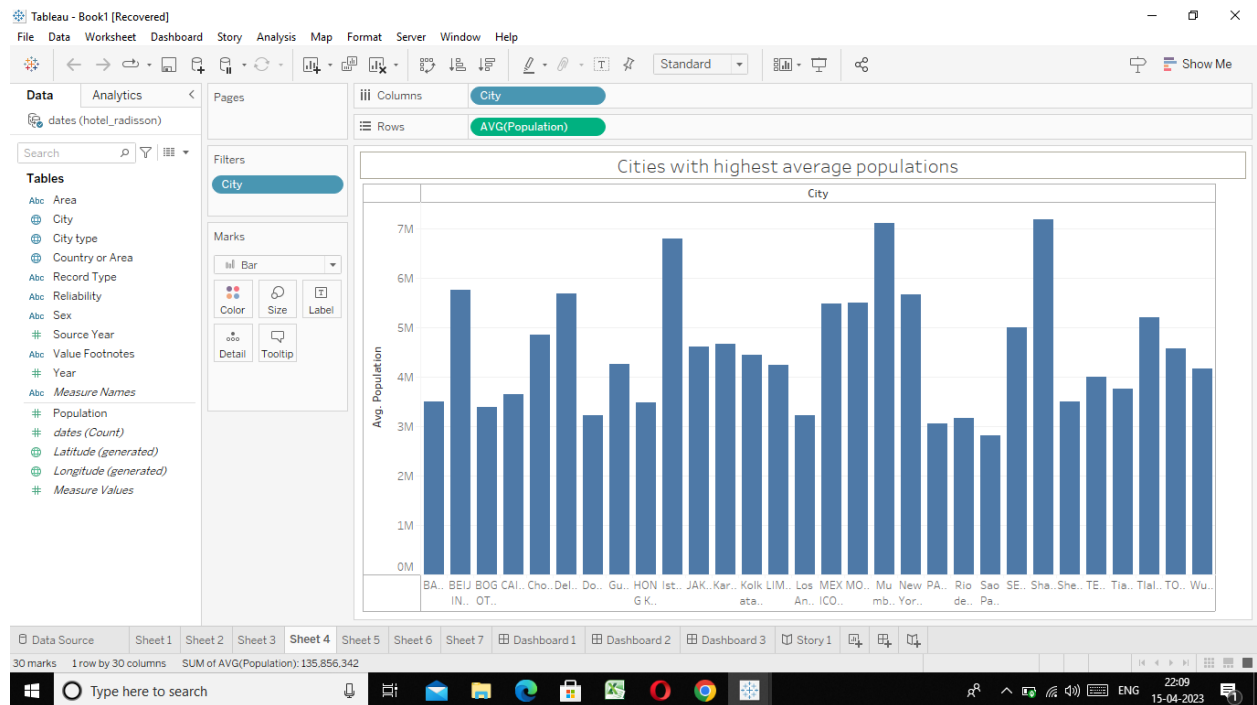 Tableau - Book1 [Recovered]
File Data Worksheet Dashboard Story Analysis Map Format Server Window Help
Standard
Show Me
Data Analytics
dates (hotel_radisson)
Search
Tables
Abc Area
City
City type
Country or Area
Abc Record Type
Abc Reliability
Abc Sex
# Source Year
Abc Value Footnotes
# Year
Abc Measure Names
# Population
# dates (Count)
Latitude (generated)
Longitude (generated)
# Measure Values
Pages
Filters
City
Marks
Bar
Color Size Label
Detail Tooltip
Columns City
Rows AVG(Population)
Cities with highest average populations
City
Avg. Population
7M
6M
5M
4M
3M
2M
1M
0M
BA.. BEIJ BOG CAI.. Cho.. Del.. Do.. Gu.. HON Ist.. JAK.. Kar.. Kolk LIM.. Los MEX MO.. Mu New PA.. Rio Sao SE.. Sha.. She.. TE.. Tia.. Tlal.. TO.. Wu..
IN.. OT.. G K.. ata.. An.. ICO.. mb.. Yor.. de.. Pa..
Data Source Sheet 1 Sheet 2 Sheet 3 Sheet 4 Sheet 5 Sheet 6 Sheet 7 Dashboard 1 Dashboard 2 Dashboard 3 Story 1
30 marks 1 row by 30 columns SUM of AVG(Population): 135,856,342
Type here to search
ENG
22:09
15-04-2023
1